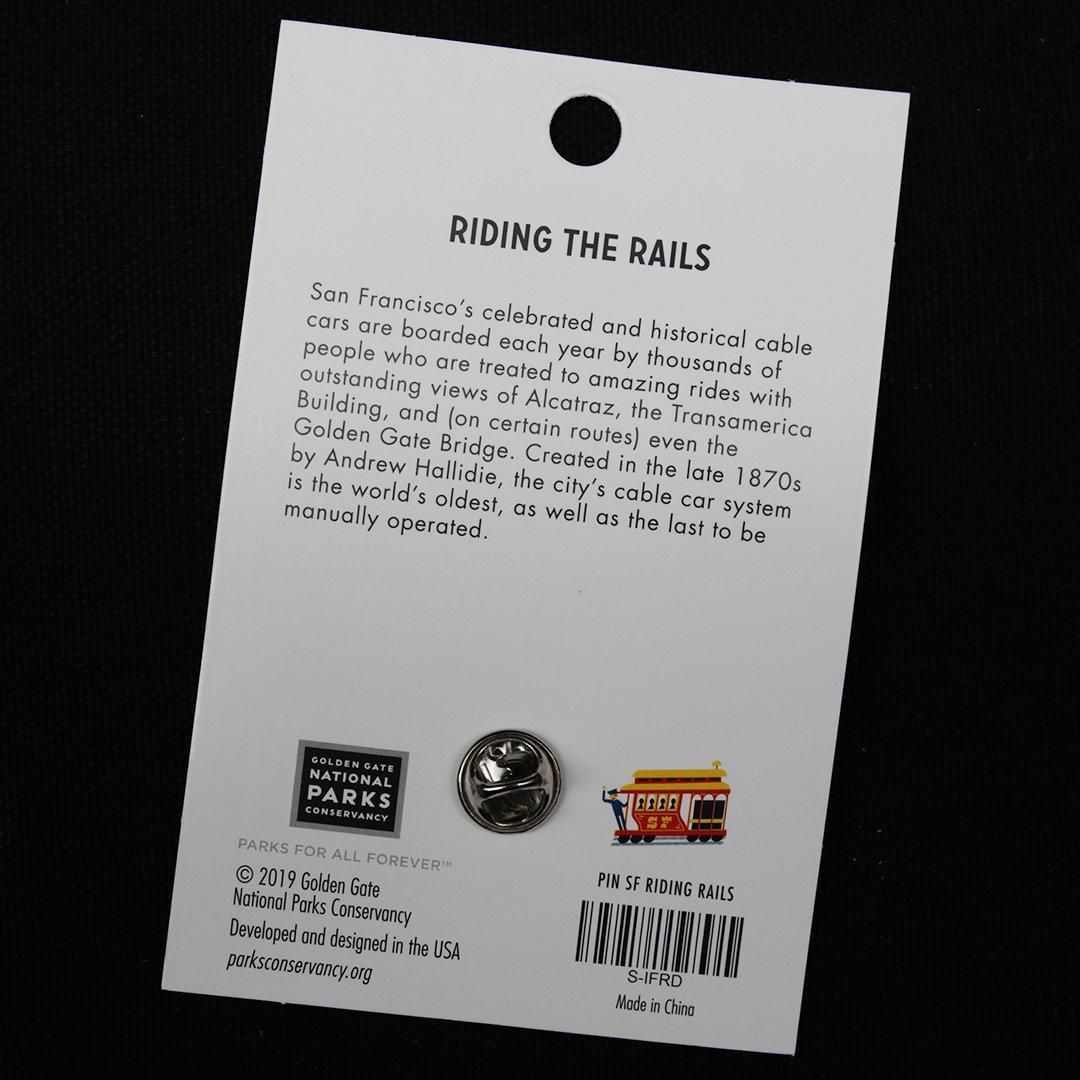 RIDING THE RAILS
San Francisco's celebrated and historical cable
cars are boarded each year by thousands of
people who are treated to amazing rides with
outstanding views of Alcatraz, the Transamerica
Building, and (on certain routes) even the
Golden Gate Bridge. Created in the late 1870s
by Andrew Hallidie, the city's cable car system
is the world's oldest, as well as the last to be
manually operated.
GOLDEN GATE
NATIONAL
PARKS
CONSERVANCY
PARKS FOR ALL FOREVER™
© 2019 Golden Gate
National Parks Conservancy
Developed and designed in the USA
parksconservancy.org
SF
PIN SF RIDING RAILS
S-IFRD
Made in China